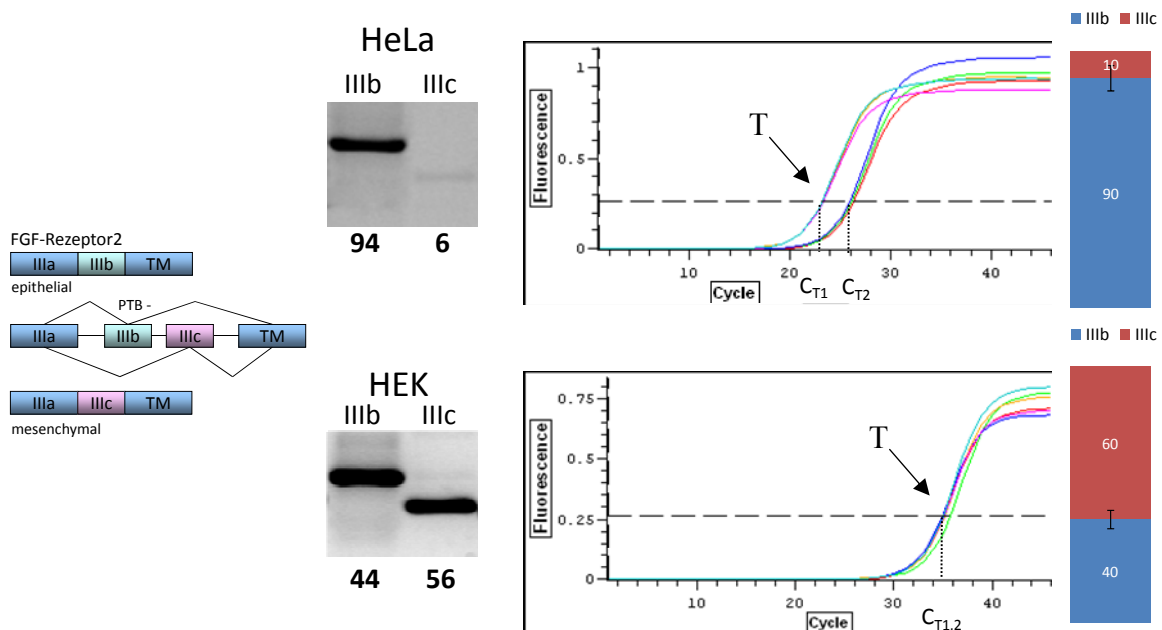 FGF-Rezeptor2
IIIa IIIb TM
epithelial
PTB -
IIIa IIIb IIIc TM
IIIa IIIc TM
mesenchymal
HeLa
IIIb IIIc
94 6
HEK
IIIb IIIc
44 56
Fluorescence
1
0.5
0
T
10 20 30 40
Cycle
CT1 CT2
IIIb IIIc
10
90
Fluorescence
0.75
0.5
0.25
0
T
10 20 30 40
Cycle
CT1,2
IIIb IIIc
60
40